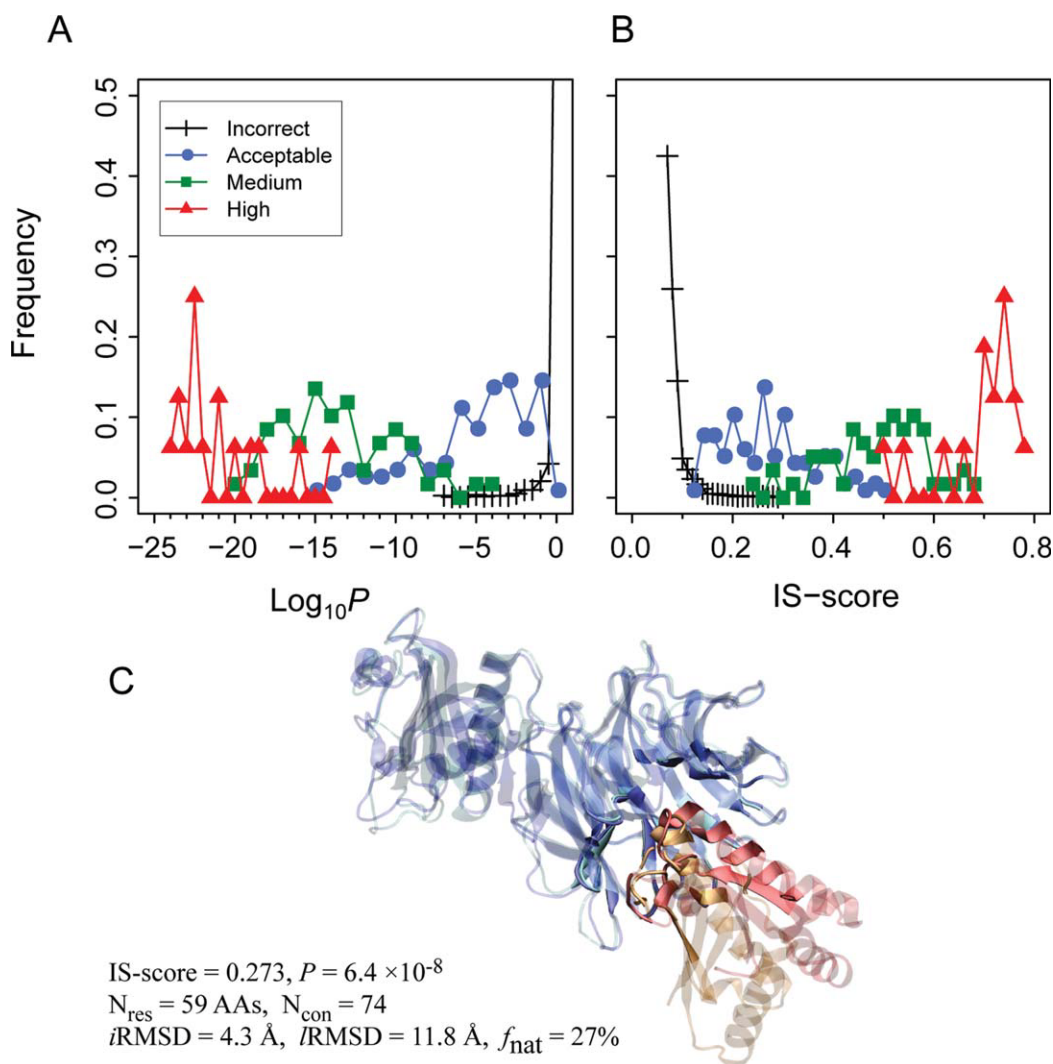 A
B
Frequency
0.5
0.4
0.3
0.2
0.1
0.0
Incorrect
Acceptable
Medium
High
−25 −20 −15 −10 −5 0
0.0 0.2 0.4 0.6 0.8
Log₁₀P
IS−score
C
IS-score = 0.273, P = 6.4 ×10⁻⁸
Nres = 59 AAs, Ncon = 74
iRMSD = 4.3 Å, lRMSD = 11.8 Å, fnat = 27%